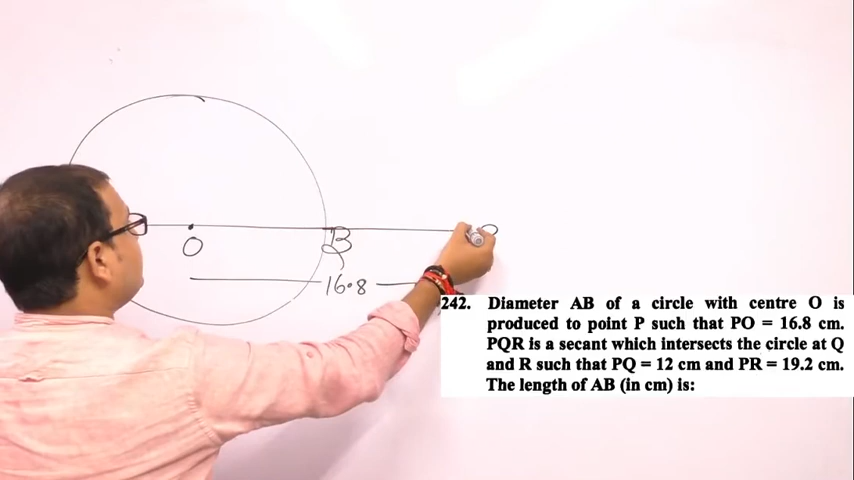 O
B
16.8
242. Diameter AB of a circle with centre O is
produced to point P such that PO = 16.8 cm.
PQR is a secant which intersects the circle at Q
and R such that PQ = 12 cm and PR = 19.2 cm.
The length of AB (in cm) is: